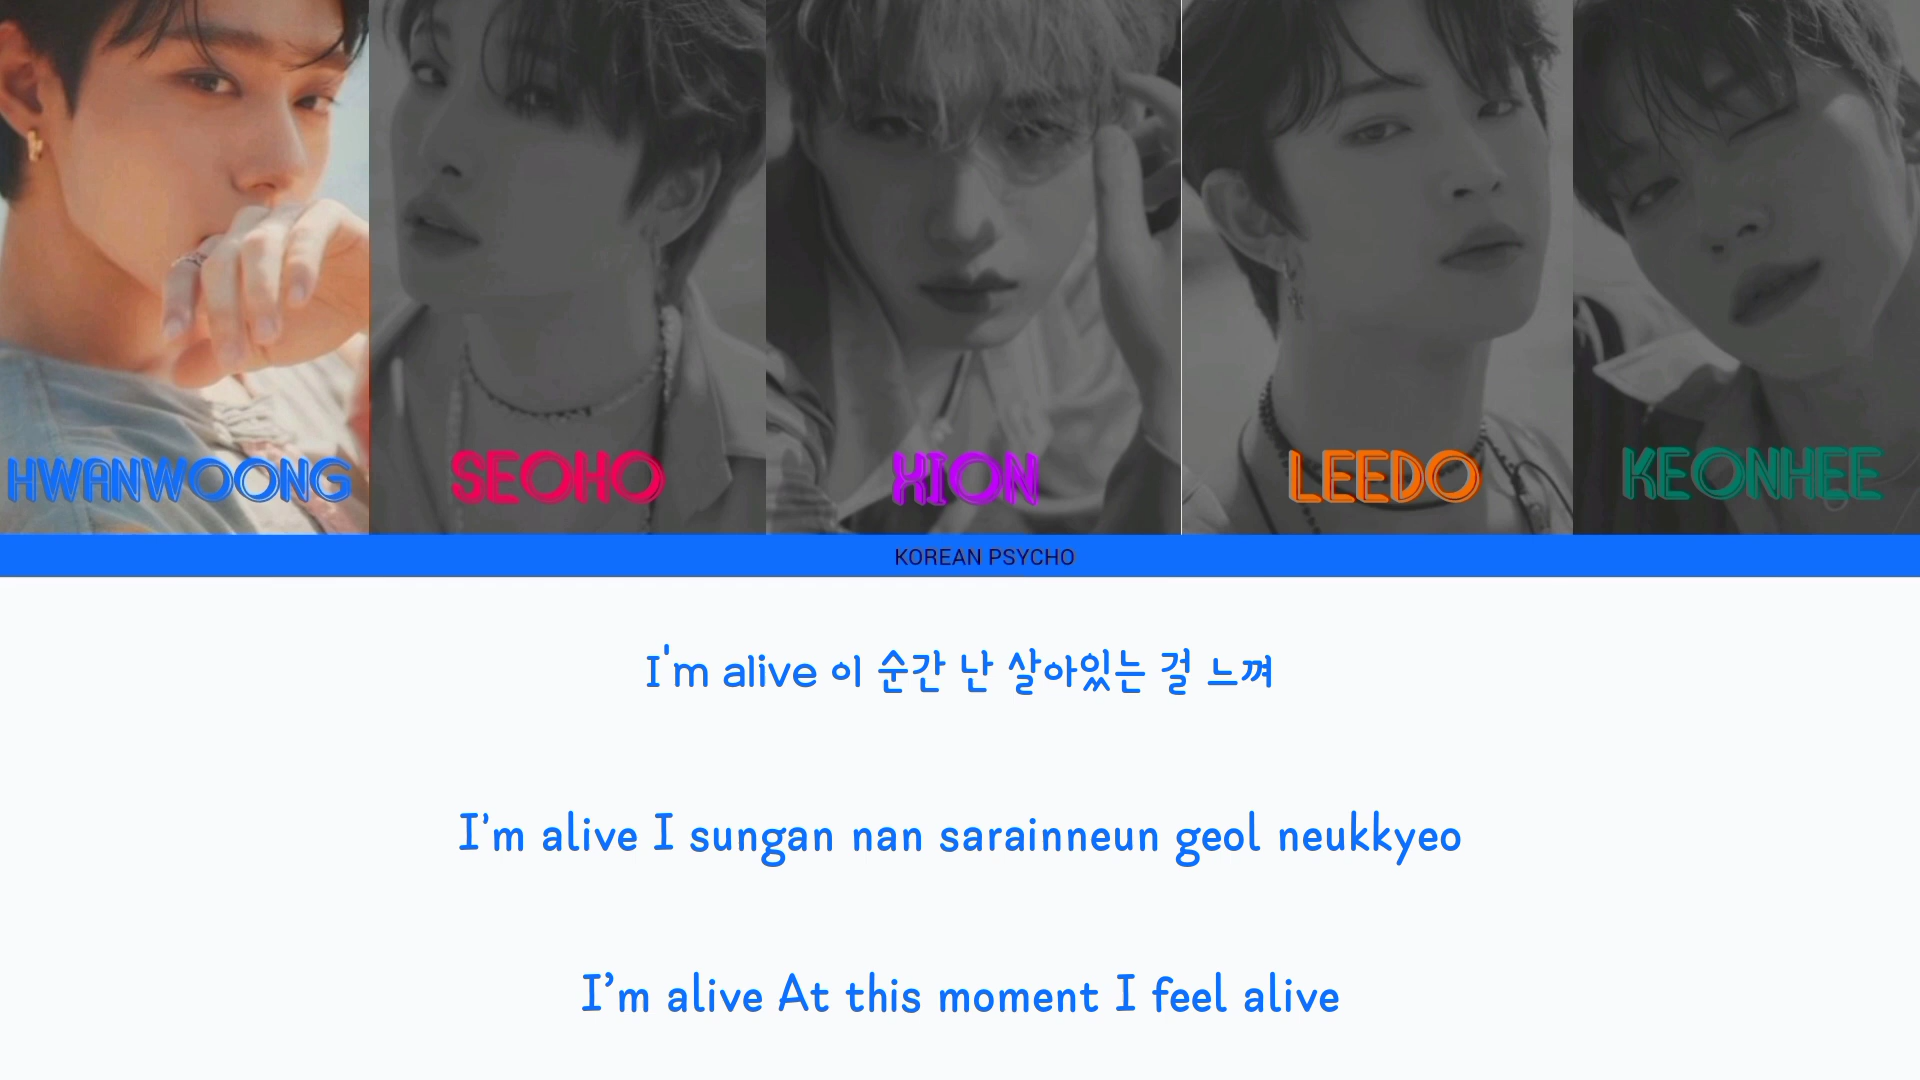 HWANWOONG
SEOHO
XION
LEEDO
KEONHEE
KOREAN PSYCHO
I'm alive 이 순간 난 살아있는 걸 느껴
I'm alive I sungan nan sarainneun geol neukkyeo
I'm alive At this moment I feel alive